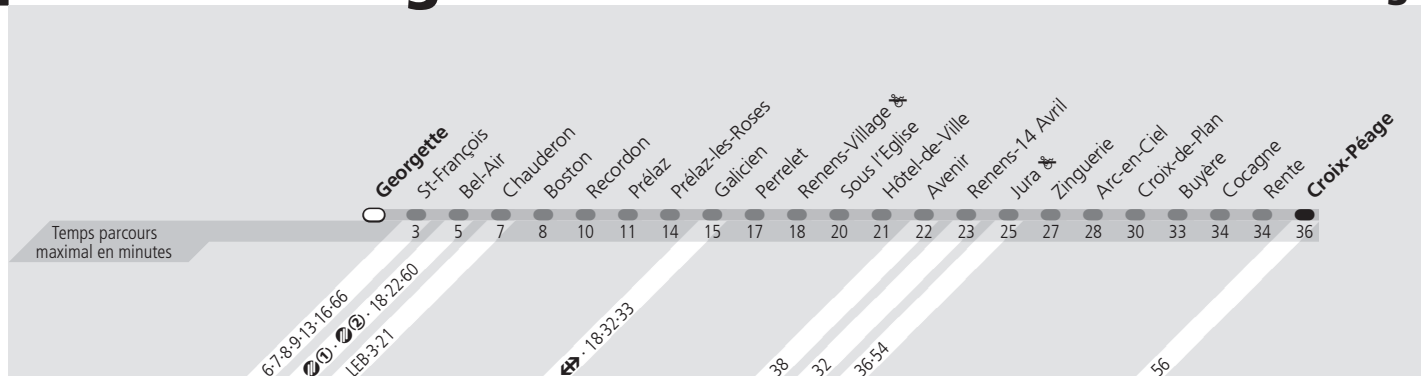 Georgette
St-François
Bel-Air
Chauderon
Boston
Recordon
Prélaz
Prélaz-les-Roses
Galicien
Perrelet
Renens-Village
Sous l'Eglise
Hôtel-de-Ville
Avenir
Renens-14 Avril
Jura
Zinguerie
Arc-en-Ciel
Croix-de-Plan
Buyère
Cocagne
Rente
Croix-Péage
Temps parcours
maximal en minutes
3 5 7 8 10 11 14 15 17 18 20 21 22 23 25 27 28 30 33 34 34 36
6·7·8·9·13·16·66
① · ② · 18·22·60
LEB·3·21
· 18·32·33
38
32
36·54
56